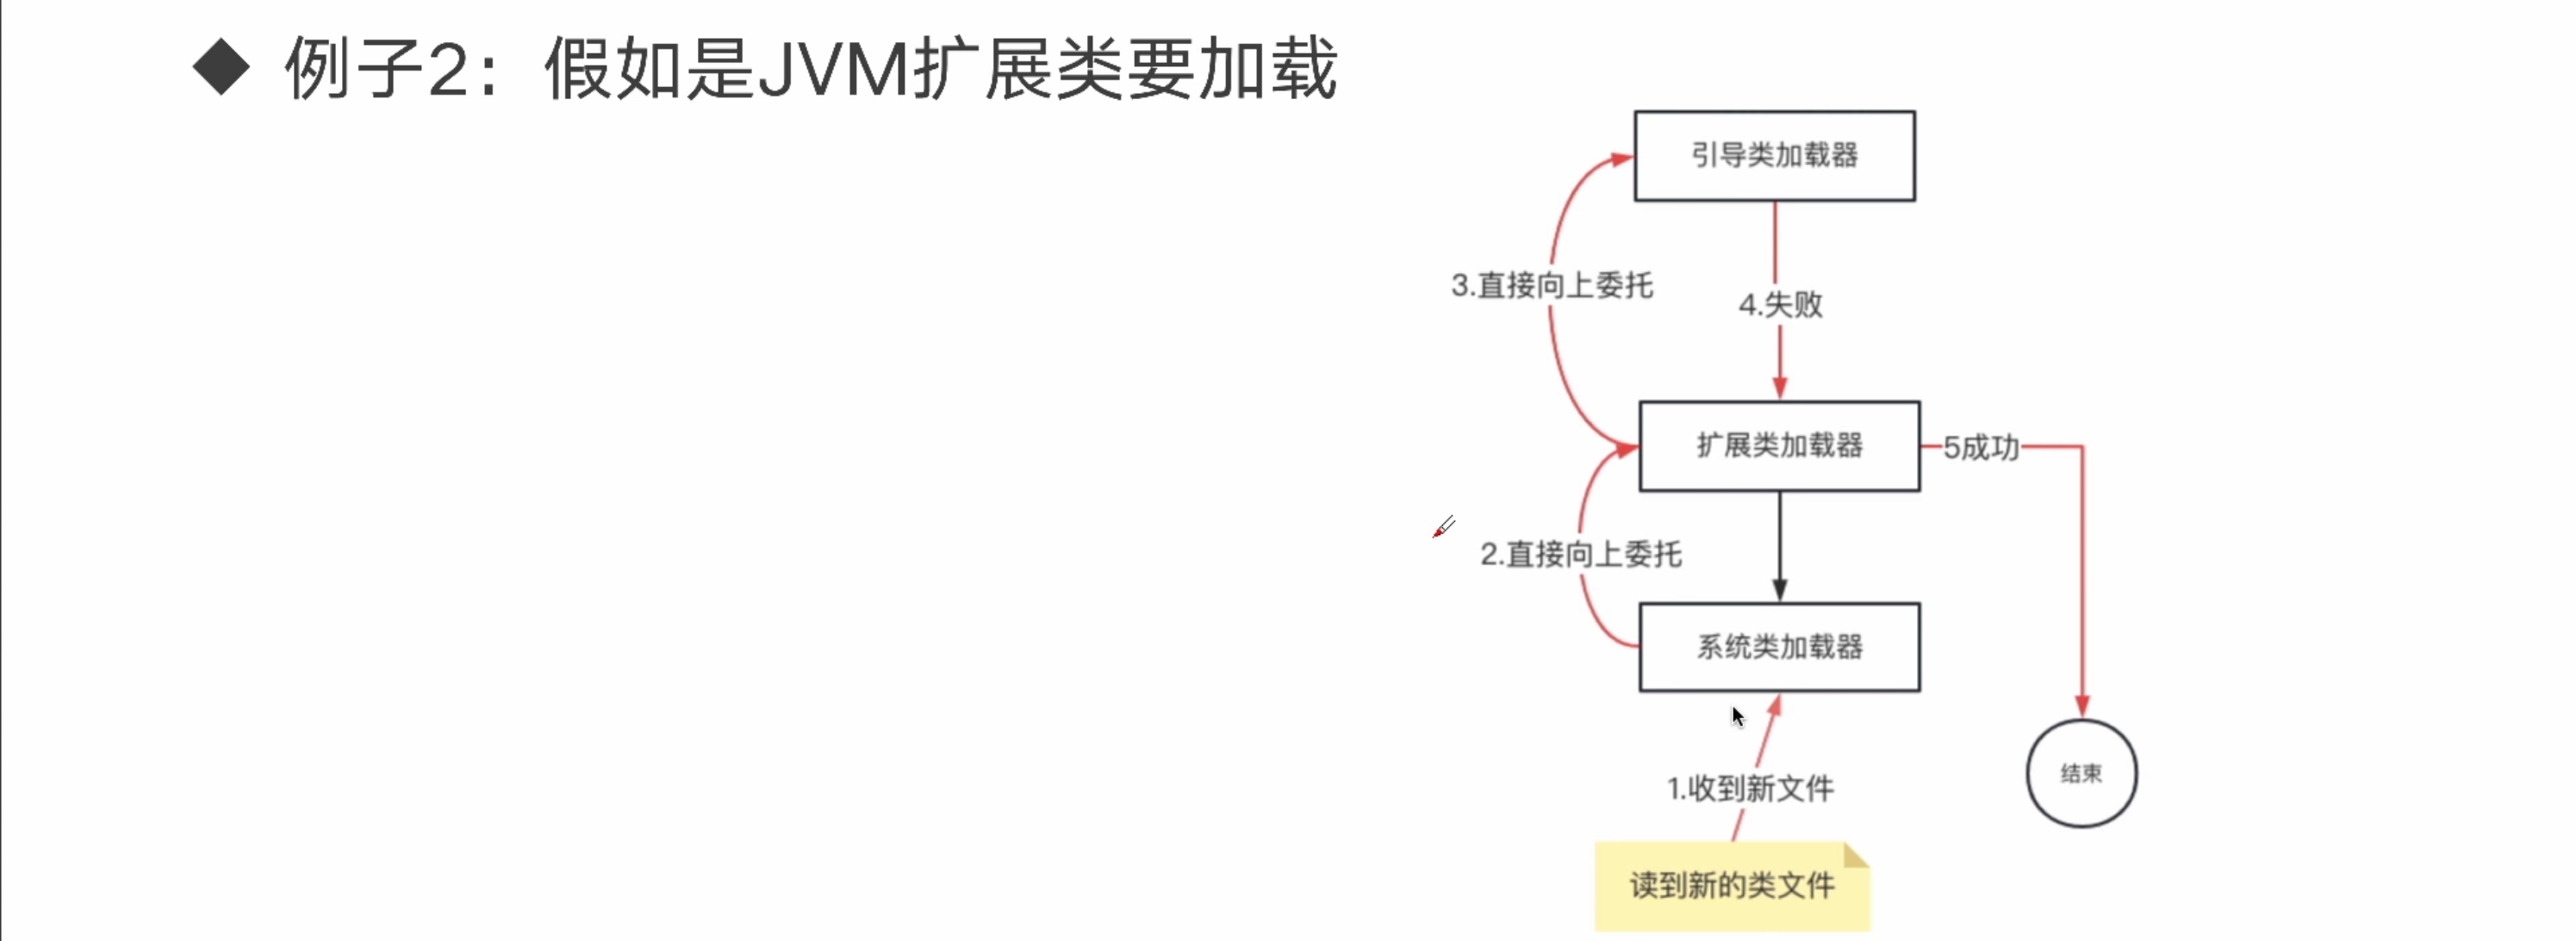 ◆ 例子2：假如是JVM扩展类要加载
引导类加载器
3.直接向上委托
4.失败
扩展类加载器
5成功
2.直接向上委托
系统类加载器
1.收到新文件
结束
读到新的类文件